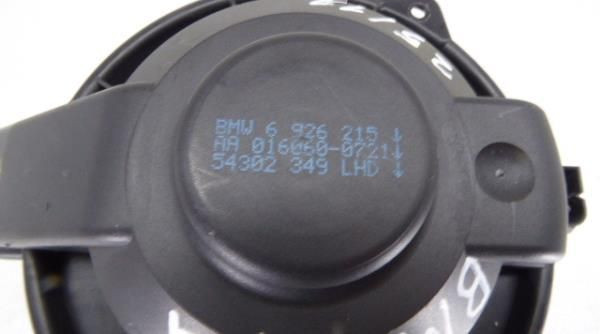 BMW 6 926 215 ↓
AA 016060-0721↓
54302 349 LHD ↓